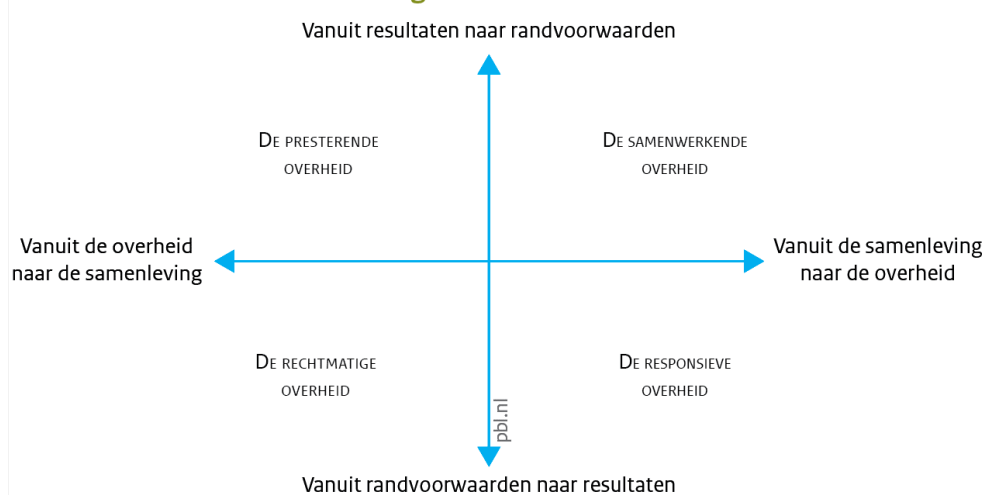 Vanuit resultaten naar randvoorwaarden
De presterende
overheid
De samenwerkende
overheid
Vanuit de overheid
naar de samenleving
Vanuit de samenleving
naar de overheid
De rechtmatige
overheid
De responsieve
overheid
pbl.nl
Vanuit randvoorwaarden naar resultaten